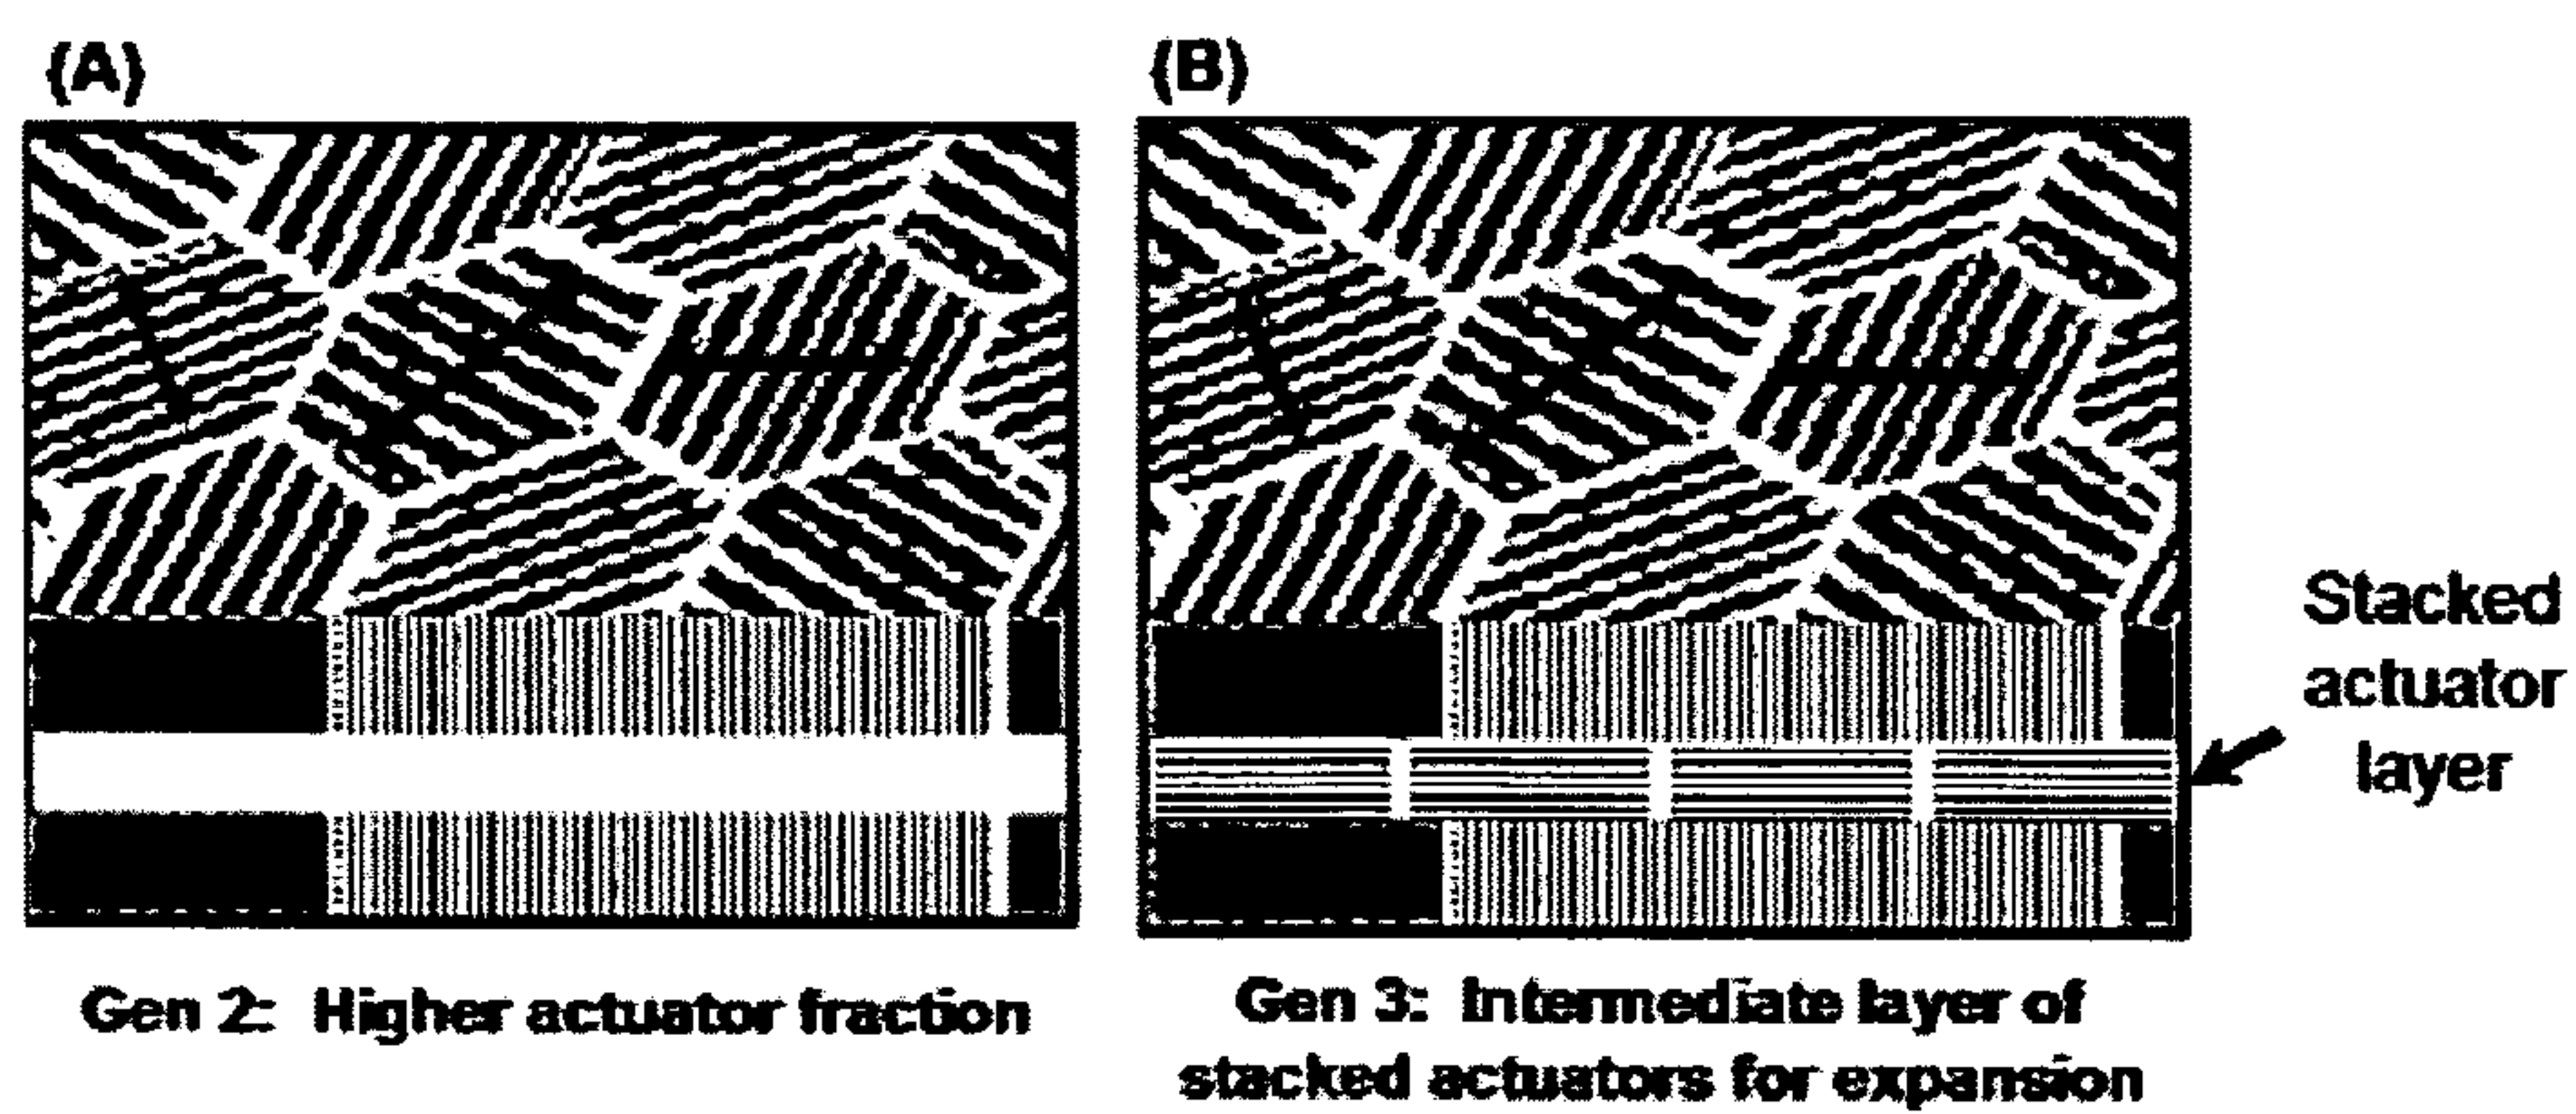 (A)
(B)
Stacked
actuator
layer
Gen 2: Higher actuator fraction
Gen 3: Intermediate layer of
stacked actuators for expansion